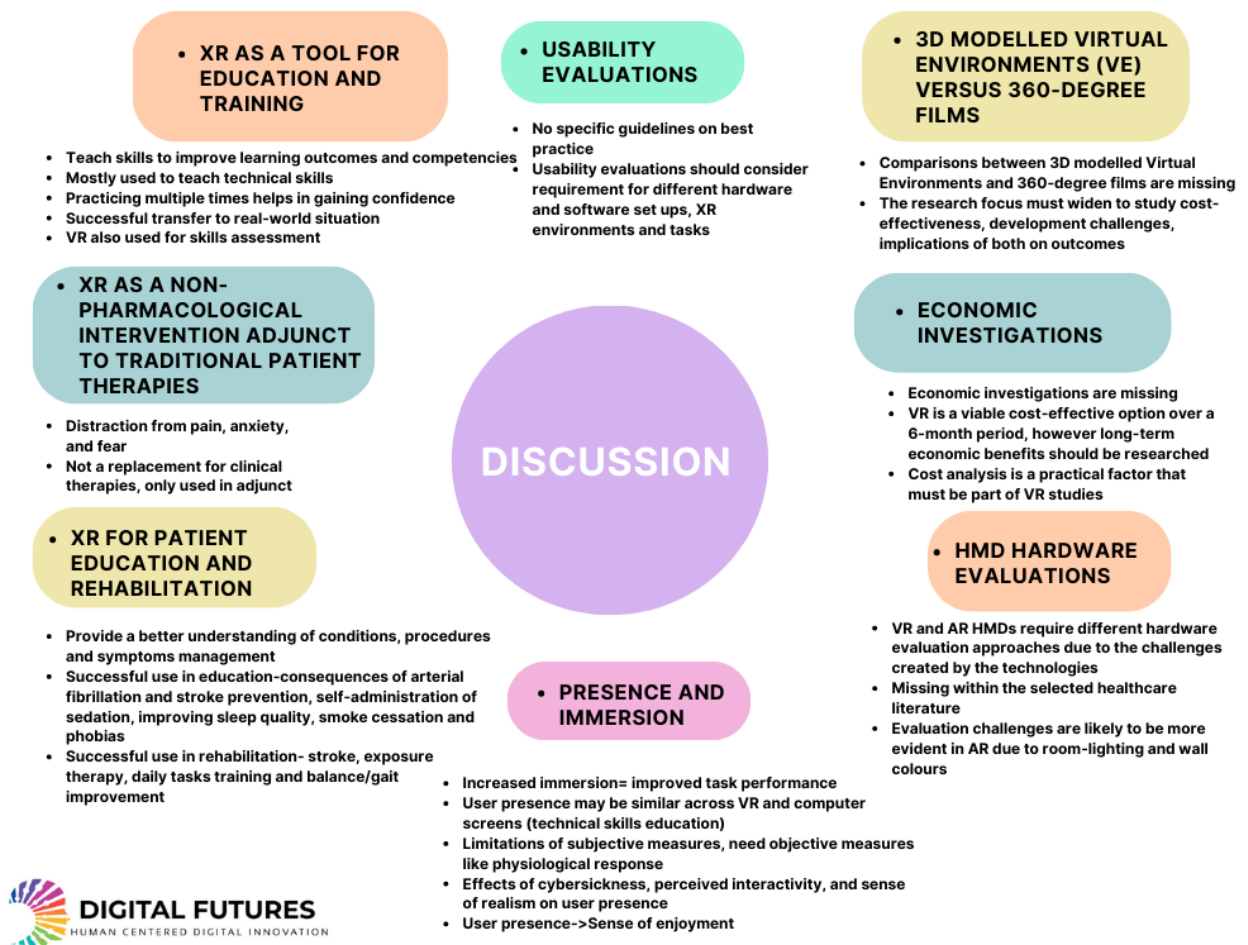 • XR AS A TOOL FOR
EDUCATION AND
TRAINING
• Teach skills to improve learning outcomes and competencies
• Mostly used to teach technical skills
• Practicing multiple times helps in gaining confidence
• Successful transfer to real-world situation
• VR also used for skills assessment
• XR AS A NON-
PHARMACOLOGICAL
INTERVENTION ADJUNCT
TO TRADITIONAL PATIENT
THERAPIES
• Distraction from pain, anxiety,
and fear
• Not a replacement for clinical
therapies, only used in adjunct
• XR FOR PATIENT
EDUCATION AND
REHABILITATION
• Provide a better understanding of conditions, procedures
and symptoms management
• Successful use in education-consequences of arterial
fibrillation and stroke prevention, self-administration of
sedation, improving sleep quality, smoke cessation and
phobias
• Successful use in rehabilitation- stroke, exposure
therapy, daily tasks training and balance/gait
improvement
• USABILITY
EVALUATIONS
• No specific guidelines on best
practice
• Usability evaluations should consider
requirement for different hardware
and software set ups, XR
environments and tasks
DISCUSSION
• PRESENCE AND
IMMERSION
• Increased immersion= improved task performance
• User presence may be similar across VR and computer
screens (technical skills education)
• Limitations of subjective measures, need objective measures
like physiological response
• Effects of cybersickness, perceived interactivity, and sense
of realism on user presence
• User presence->Sense of enjoyment
• 3D MODELLED VIRTUAL
ENVIRONMENTS (VE)
VERSUS 360-DEGREE
FILMS
• Comparisons between 3D modelled Virtual
Environments and 360-degree films are missing
• The research focus must widen to study cost-
effectiveness, development challenges,
implications of both on outcomes
• ECONOMIC
INVESTIGATIONS
• Economic investigations are missing
• VR is a viable cost-effective option over a
6-month period, however long-term
economic benefits should be researched
• Cost analysis is a practical factor that
must be part of VR studies
• HMD HARDWARE
EVALUATIONS
• VR and AR HMDs require different hardware
evaluation approaches due to the challenges
created by the technologies
• Missing within the selected healthcare
literature
• Evaluation challenges are likely to be more
evident in AR due to room-lighting and wall
colours
DIGITAL FUTURES
HUMAN CENTERED DIGITAL INNOVATION